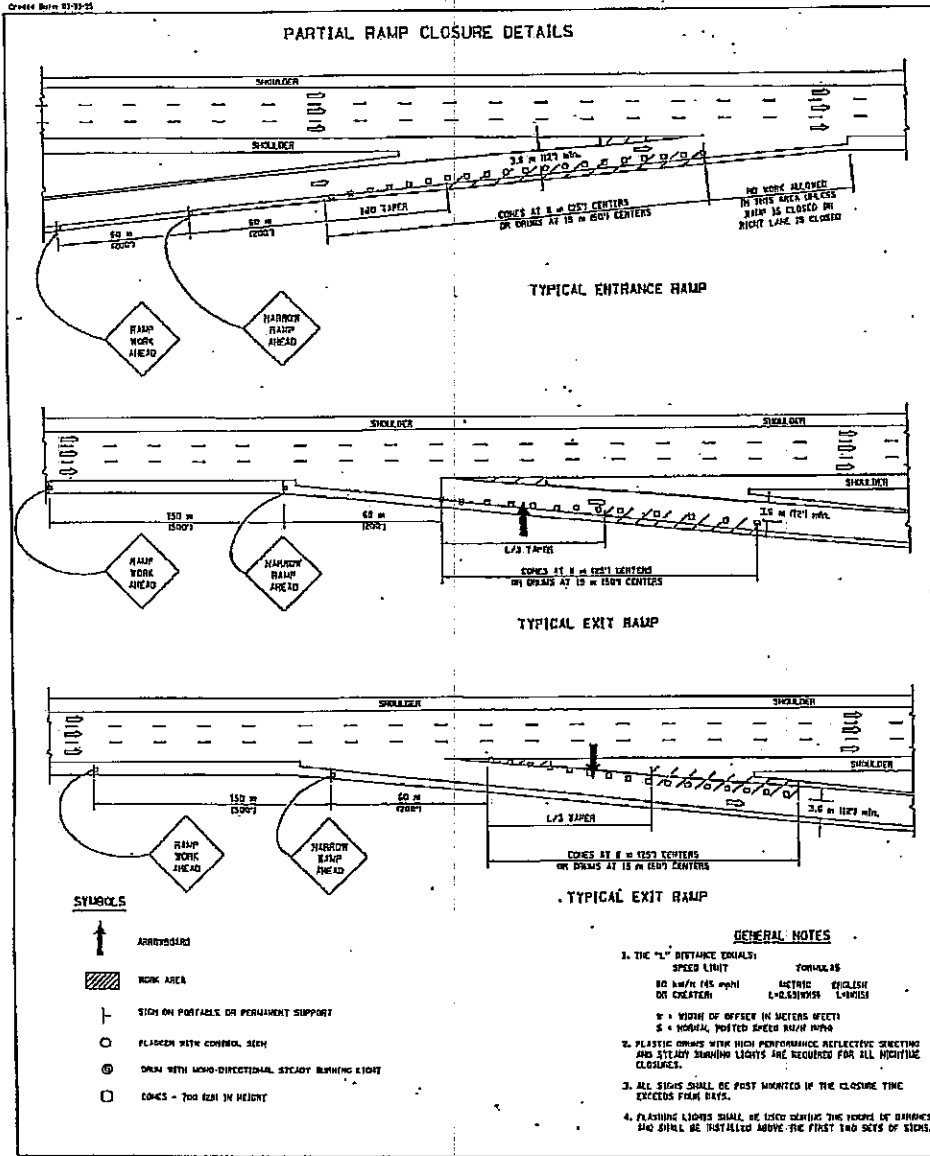 PARTIAL RAMP CLOSURE DETAILS
SHOULDER
SHOULDER
3.6 m (12') min.
TAPER
60 m
(200')
60 m
(200')
CONES AT 8 m (25') CENTERS
OR DRUMS AT 15 m (50') CENTERS
NO WORK ALLOWED
IN THIS AREA UNLESS
RAMP IS CLOSED OR
RIGHT LANE IS CLOSED
TYPICAL ENTRANCE RAMP
RAMP
WORK
AHEAD
NARROW
RAMP
AHEAD
SHOULDER
SHOULDER
SHOULDER
150 m
(500')
60 m
(200')
3.6 m (12') min.
L/3 TAPER
CONES AT 8 m (25') CENTERS
OR DRUMS AT 15 m (50') CENTERS
RAMP
WORK
AHEAD
NARROW
RAMP
AHEAD
TYPICAL EXIT RAMP
SHOULDER
SHOULDER
SHOULDER
150 m
(500')
60 m
(200')
3.6 m (12') min.
L/3 TAPER
CONES AT 8 m (25') CENTERS
OR DRUMS AT 15 m (50') CENTERS
RAMP
WORK
AHEAD
NARROW
RAMP
AHEAD
TYPICAL EXIT RAMP
SYMBOLS
ARROWBOARD
WORK AREA
SIGN ON PORTABLE OR PERMANENT SUPPORT
FLAGGER WITH CONTROL SIGN
DRUM WITH MONO-DIRECTIONAL STEADY BURNING LIGHT
CONES - 700 (28) IN HEIGHT
GENERAL NOTES
1. THE "L" DISTANCE EQUALS:
SPEED LIMIT FORMULAS
km/h (45 mph) METRIC ENGLISH
OR GREATER:
W = WIDTH OF OFFSET IN METERS (FEET)
S = NORMAL POSTED SPEED km/h (mph)
2. PLASTIC DRUMS WITH HIGH PERFORMANCE REFLECTIVE SHEETING
AND STEADY BURNING LIGHTS ARE REQUIRED FOR ALL NIGHTTIME
CLOSURES.
3. ALL SIGNS SHALL BE POST MOUNTED IF THE CLOSURE TIME
EXCEEDS FOUR DAYS.
4. FLASHING LIGHTS SHALL BE USED DURING THE HOURS OF DARKNESS
AND SHALL BE INSTALLED ABOVE THE FIRST TWO SETS OF SIGNS.